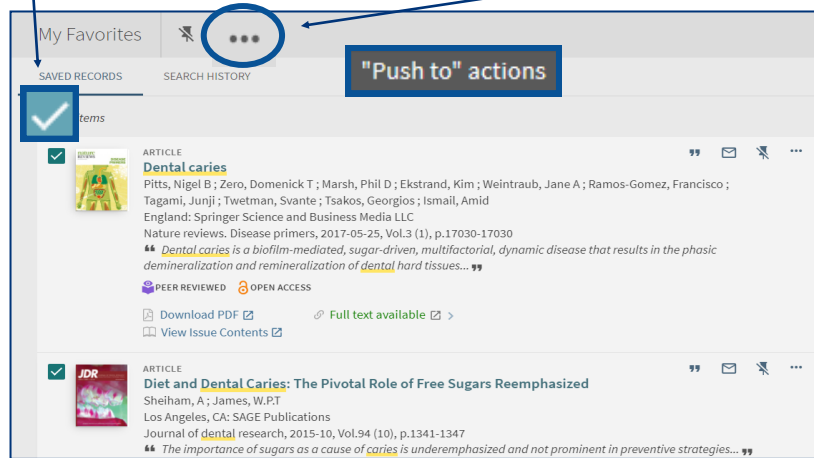 My Favorites
•••
"Push to" actions
SAVED RECORDS
SEARCH HISTORY
tems
ARTICLE
Dental caries
Pitts, Nigel B ; Zero, Domenick T ; Marsh, Phil D ; Ekstrand, Kim ; Weintraub, Jane A ; Ramos-Gomez, Francisco ;
Tagami, Junji ; Twetman, Svante ; Tsakos, Georgios ; Ismail, Amid
England: Springer Science and Business Media LLC
Nature reviews. Disease primers, 2017-05-25, Vol.3 (1), p.17030-17030
❝ Dental caries is a biofilm-mediated, sugar-driven, multifactorial, dynamic disease that results in the phasic
demineralization and remineralization of dental hard tissues... ❞
PEER REVIEWED OPEN ACCESS
Download PDF
Full text available >
View Issue Contents
JDR
ARTICLE
Diet and Dental Caries: The Pivotal Role of Free Sugars Reemphasized
Sheiham, A ; James, W.P.T
Los Angeles, CA: SAGE Publications
Journal of dental research, 2015-10, Vol.94 (10), p.1341-1347
❝ The importance of sugars as a cause of caries is underemphasized and not prominent in preventive strategies... ❞